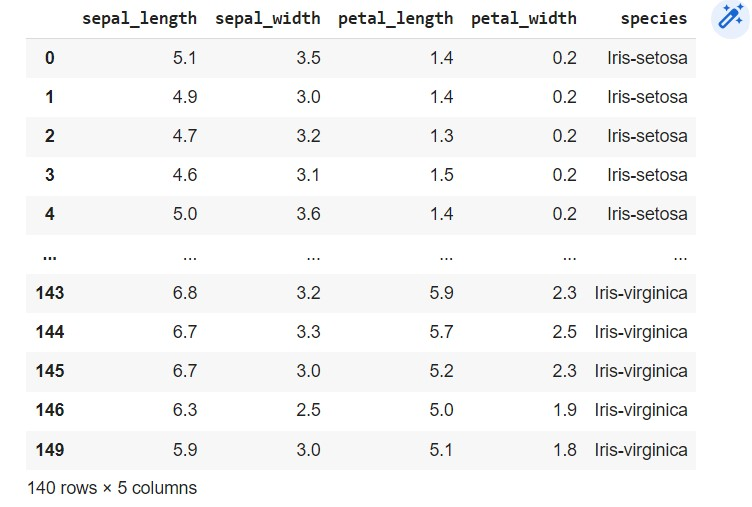 sepal_length sepal_width petal_length petal_width species
0 5.1 3.5 1.4 0.2 Iris-setosa
1 4.9 3.0 1.4 0.2 Iris-setosa
2 4.7 3.2 1.3 0.2 Iris-setosa
3 4.6 3.1 1.5 0.2 Iris-setosa
4 5.0 3.6 1.4 0.2 Iris-setosa
... ... ... ... ... ...
143 6.8 3.2 5.9 2.3 Iris-virginica
144 6.7 3.3 5.7 2.5 Iris-virginica
145 6.7 3.0 5.2 2.3 Iris-virginica
146 6.3 2.5 5.0 1.9 Iris-virginica
149 5.9 3.0 5.1 1.8 Iris-virginica
140 rows × 5 columns